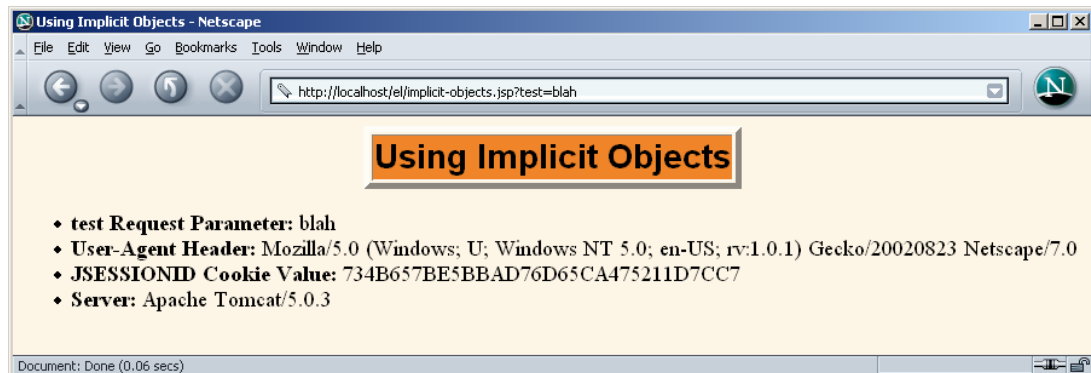 Using Implicit Objects - Netscape
File Edit View Go Bookmarks Tools Window Help
http://localhost/el/implicit-objects.jsp?test=blah
N
Using Implicit Objects
• test Request Parameter: blah
• User-Agent Header: Mozilla/5.0 (Windows; U; Windows NT 5.0; en-US; rv:1.0.1) Gecko/20020823 Netscape/7.0
• JSESSIONID Cookie Value: 734B657BE5BBAD76D65CA475211D7CC7
• Server: Apache Tomcat/5.0.3
Document: Done (0.06 secs)